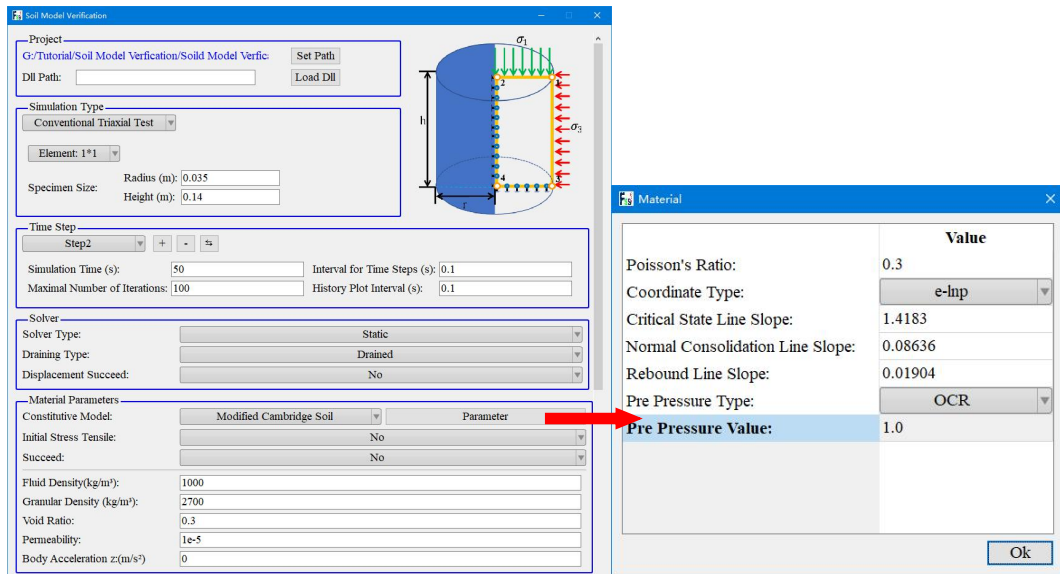 Soil Model Verification
Project
G:/Tutorial/Soil Model Verfication/Soild Model Verfic:
Set Path
Dll Path:
Load Dll
Simulation Type
Conventional Triaxial Test
Element: 1*1
Specimen Size:
Radius (m): 0.035
Height (m): 0.14
σ1
2
1
h
σ3
4
3
r
Time Step
Step2
+
-
⇆
Simulation Time (s): 50
Interval for Time Steps (s): 0.1
Maximal Number of Iterations: 100
History Plot Interval (s): 0.1
Solver
Solver Type: Static
Draining Type: Drained
Displacement Succeed: No
Material Parameters
Constitutive Model: Modified Cambridge Soil Parameter
Initial Stress Tensile: No
Succeed: No
Fluid Density(kg/m³): 1000
Granular Density (kg/m³): 2700
Void Ratio: 0.3
Permeability: 1e-5
Body Acceleration z:(m/s²) 0
Material
Value
Poisson's Ratio: 0.3
Coordinate Type: e-lnp
Critical State Line Slope: 1.4183
Normal Consolidation Line Slope: 0.08636
Rebound Line Slope: 0.01904
Pre Pressure Type: OCR
Pre Pressure Value: 1.0
Ok